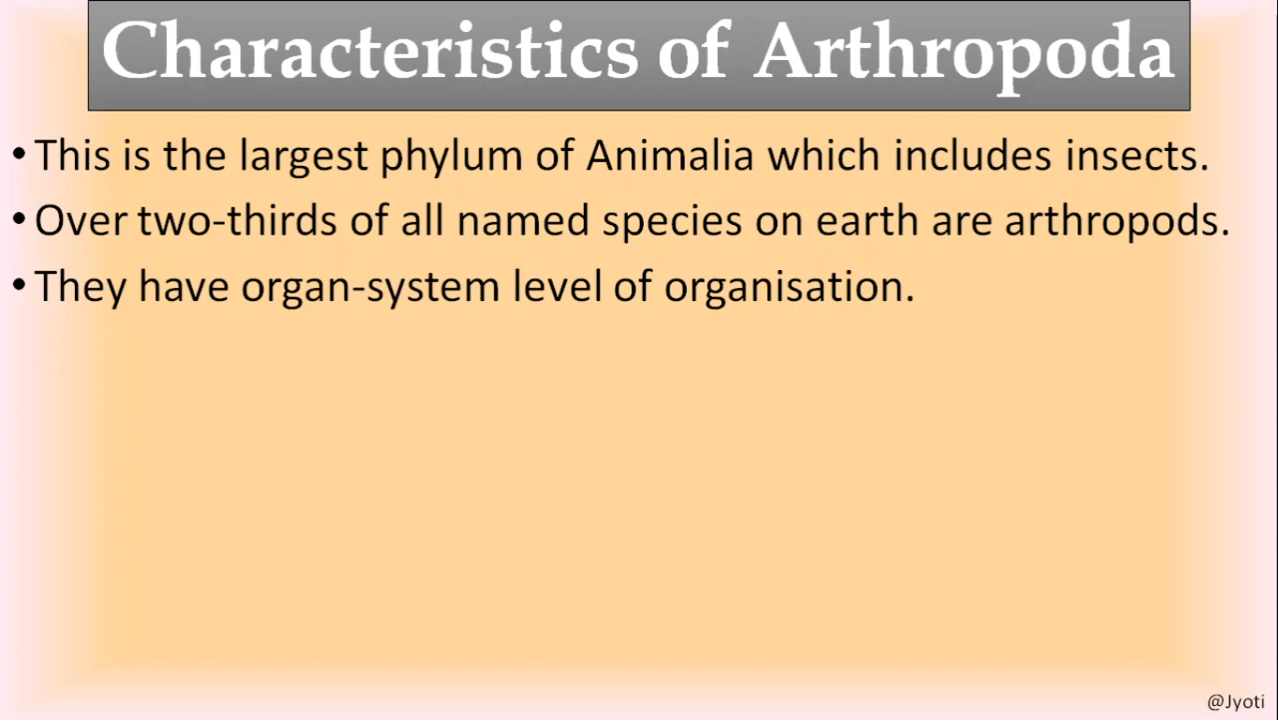 Characteristics of Arthropoda
• This is the largest phylum of Animalia which includes insects.
• Over two-thirds of all named species on earth are arthropods.
• They have organ-system level of organisation.
@Jyoti